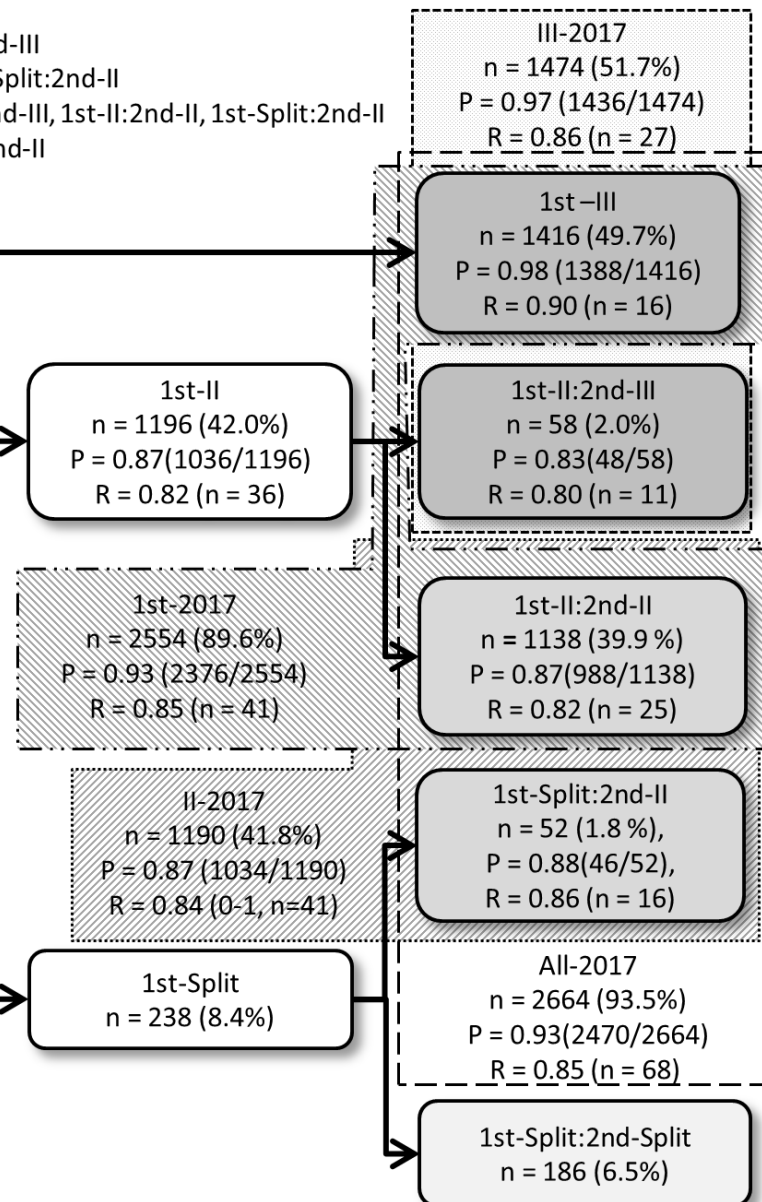 d-III
Split:2nd-II
nd-III, 1st-II:2nd-II, 1st-Split:2nd-II
nd-II
III-2017
n = 1474 (51.7%)
P = 0.97 (1436/1474)
R = 0.86 (n = 27)
1st –III
n = 1416 (49.7%)
P = 0.98 (1388/1416)
R = 0.90 (n = 16)
1st-II
n = 1196 (42.0%)
P = 0.87(1036/1196)
R = 0.82 (n = 36)
1st-II:2nd-III
n = 58 (2.0%)
P = 0.83(48/58)
R = 0.80 (n = 11)
1st-2017
n = 2554 (89.6%)
P = 0.93 (2376/2554)
R = 0.85 (n = 41)
1st-II:2nd-II
n = 1138 (39.9 %)
P = 0.87(988/1138)
R = 0.82 (n = 25)
II-2017
n = 1190 (41.8%)
P = 0.87 (1034/1190)
R = 0.84 (0-1, n=41)
1st-Split:2nd-II
n = 52 (1.8 %),
P = 0.88(46/52),
R = 0.86 (n = 16)
1st-Split
n = 238 (8.4%)
All-2017
n = 2664 (93.5%)
P = 0.93(2470/2664)
R = 0.85 (n = 68)
1st-Split:2nd-Split
n = 186 (6.5%)